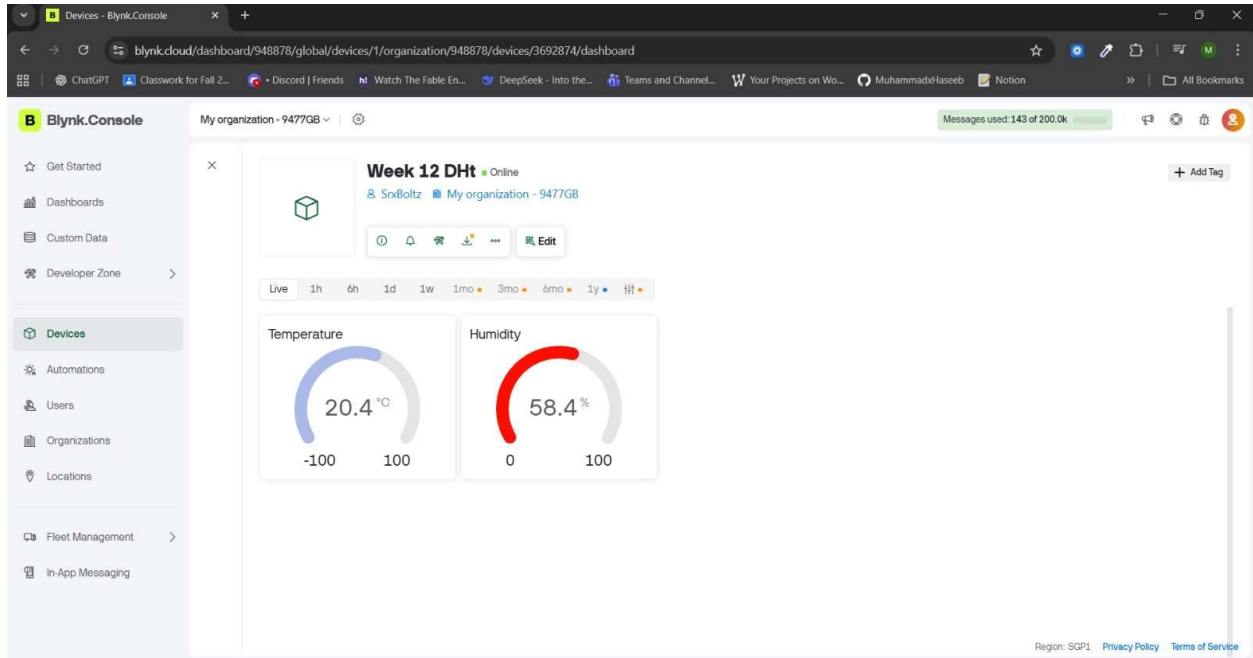 B Devices - Blynk.Console
blynk.cloud/dashboard/948878/global/devices/1/organization/948878/devices/3692874/dashboard
M
ChatGPT Classwork for Fall 2... • Discord | Friends h! Watch The Fable En... DeepSeek - Into the... Teams and Channel... W Your Projects on Wo... MuhammadxHaseeb Notion » All Bookmarks
B Blynk.Console
My organization - 9477GB
Messages used: 143 of 200.0k
Get Started
Dashboards
Custom Data
Developer Zone
Devices
Automations
Users
Organizations
Locations
Fleet Management
In-App Messaging
Week 12 DHt Online
+ Add Tag
SrxBoltz My organization - 9477GB
Edit
Live 1h 6h 1d 1w 1mo 3mo 6mo 1y
Temperature
20.4 °C
-100 100
Humidity
58.4 %
0 100
Region: SGP1 Privacy Policy Terms of Service